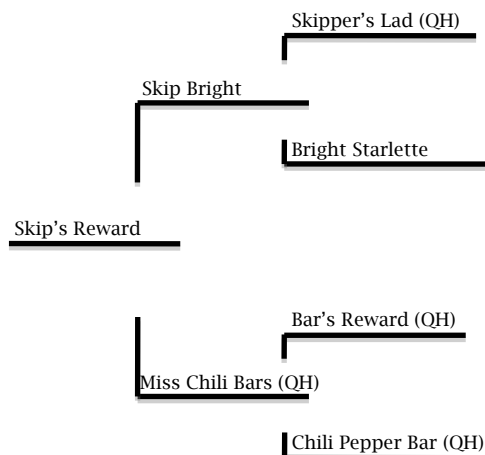 Skipper’s Lad (QH)
Skip Bright
Bright Starlette
Skip’s Reward
Bar’s Reward (QH)
Miss Chili Bars (QH)
Chili Pepper Bar (QH)